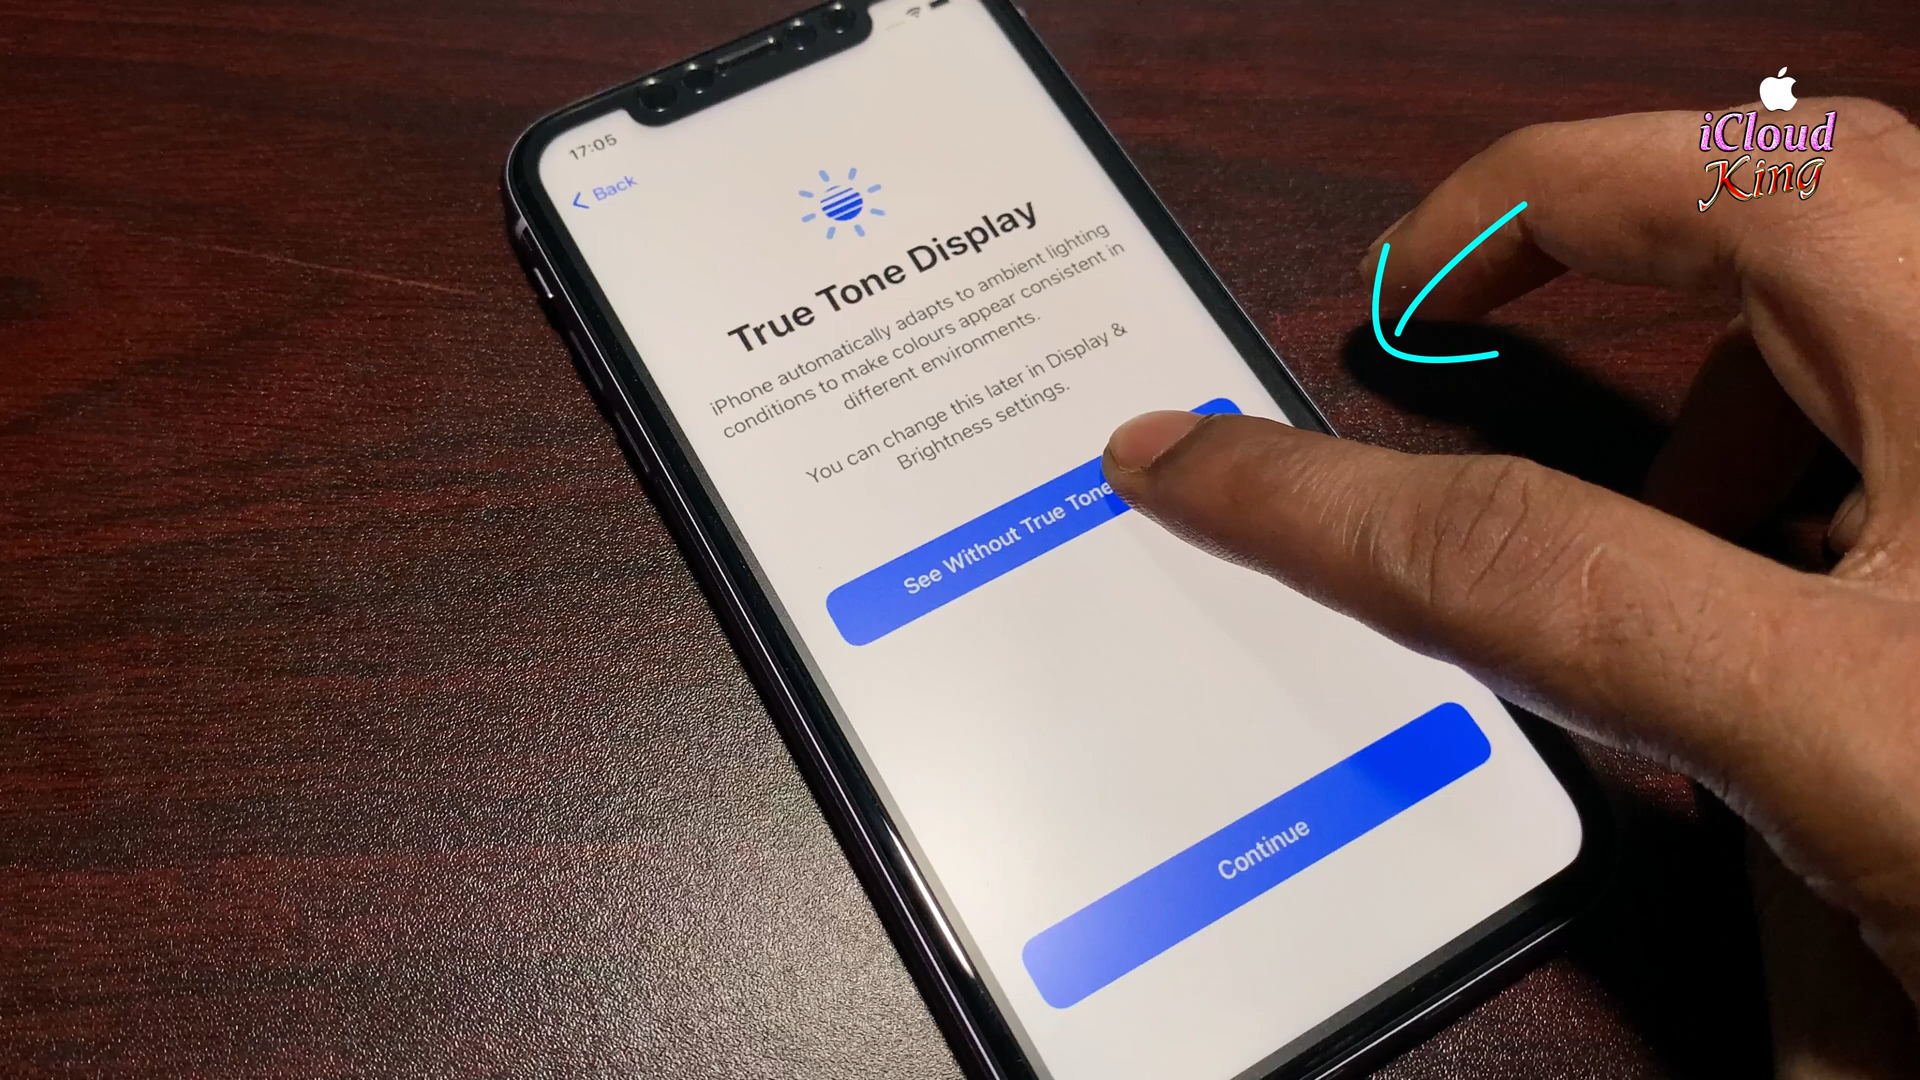 iCloud
King
17:05
Back
True Tone Display
iPhone automatically adapts to ambient lighting
conditions to make colours appear consistent in
different environments.
You can change this later in Display &
Brightness settings.
See Without True Tone
Continue